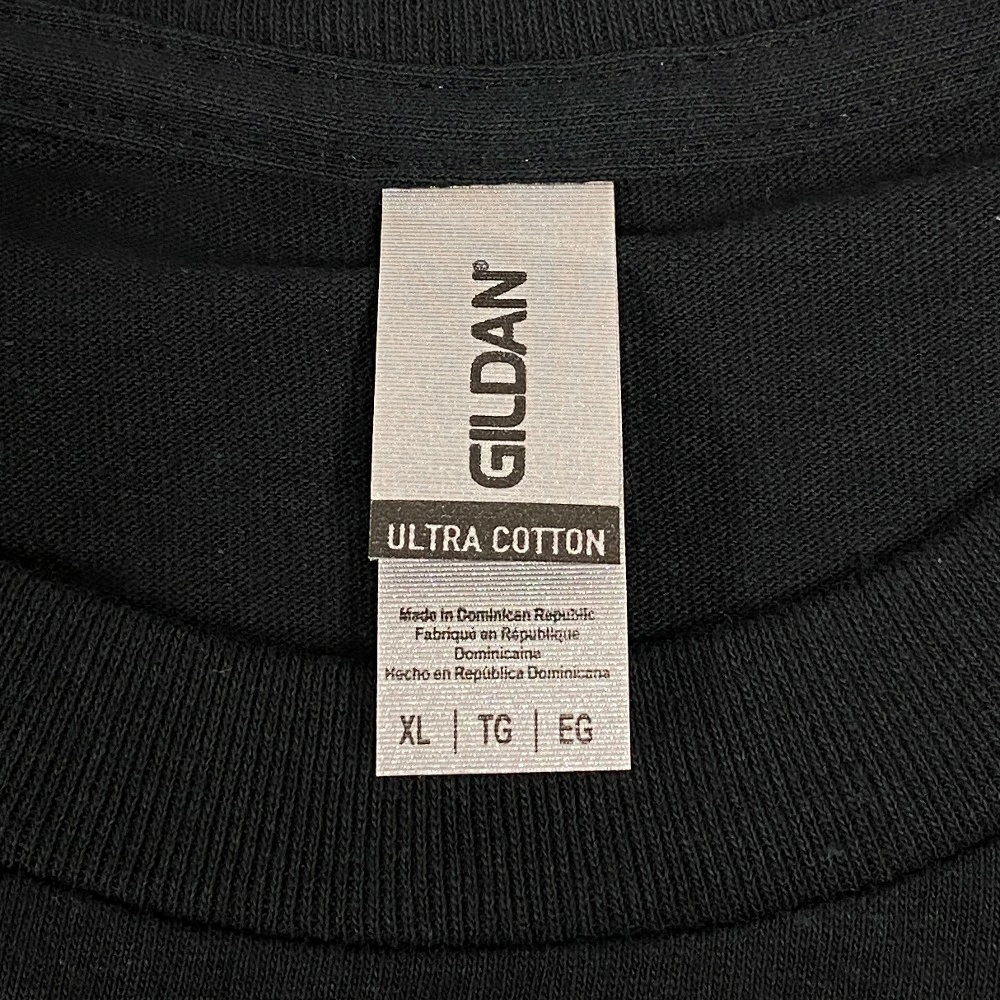 GILDAN®
ULTRA COTTON
Made in Dominican Republic
Fabriqué en République
Dominicaine
Hecho en República Dominicana
XL | TG | EG